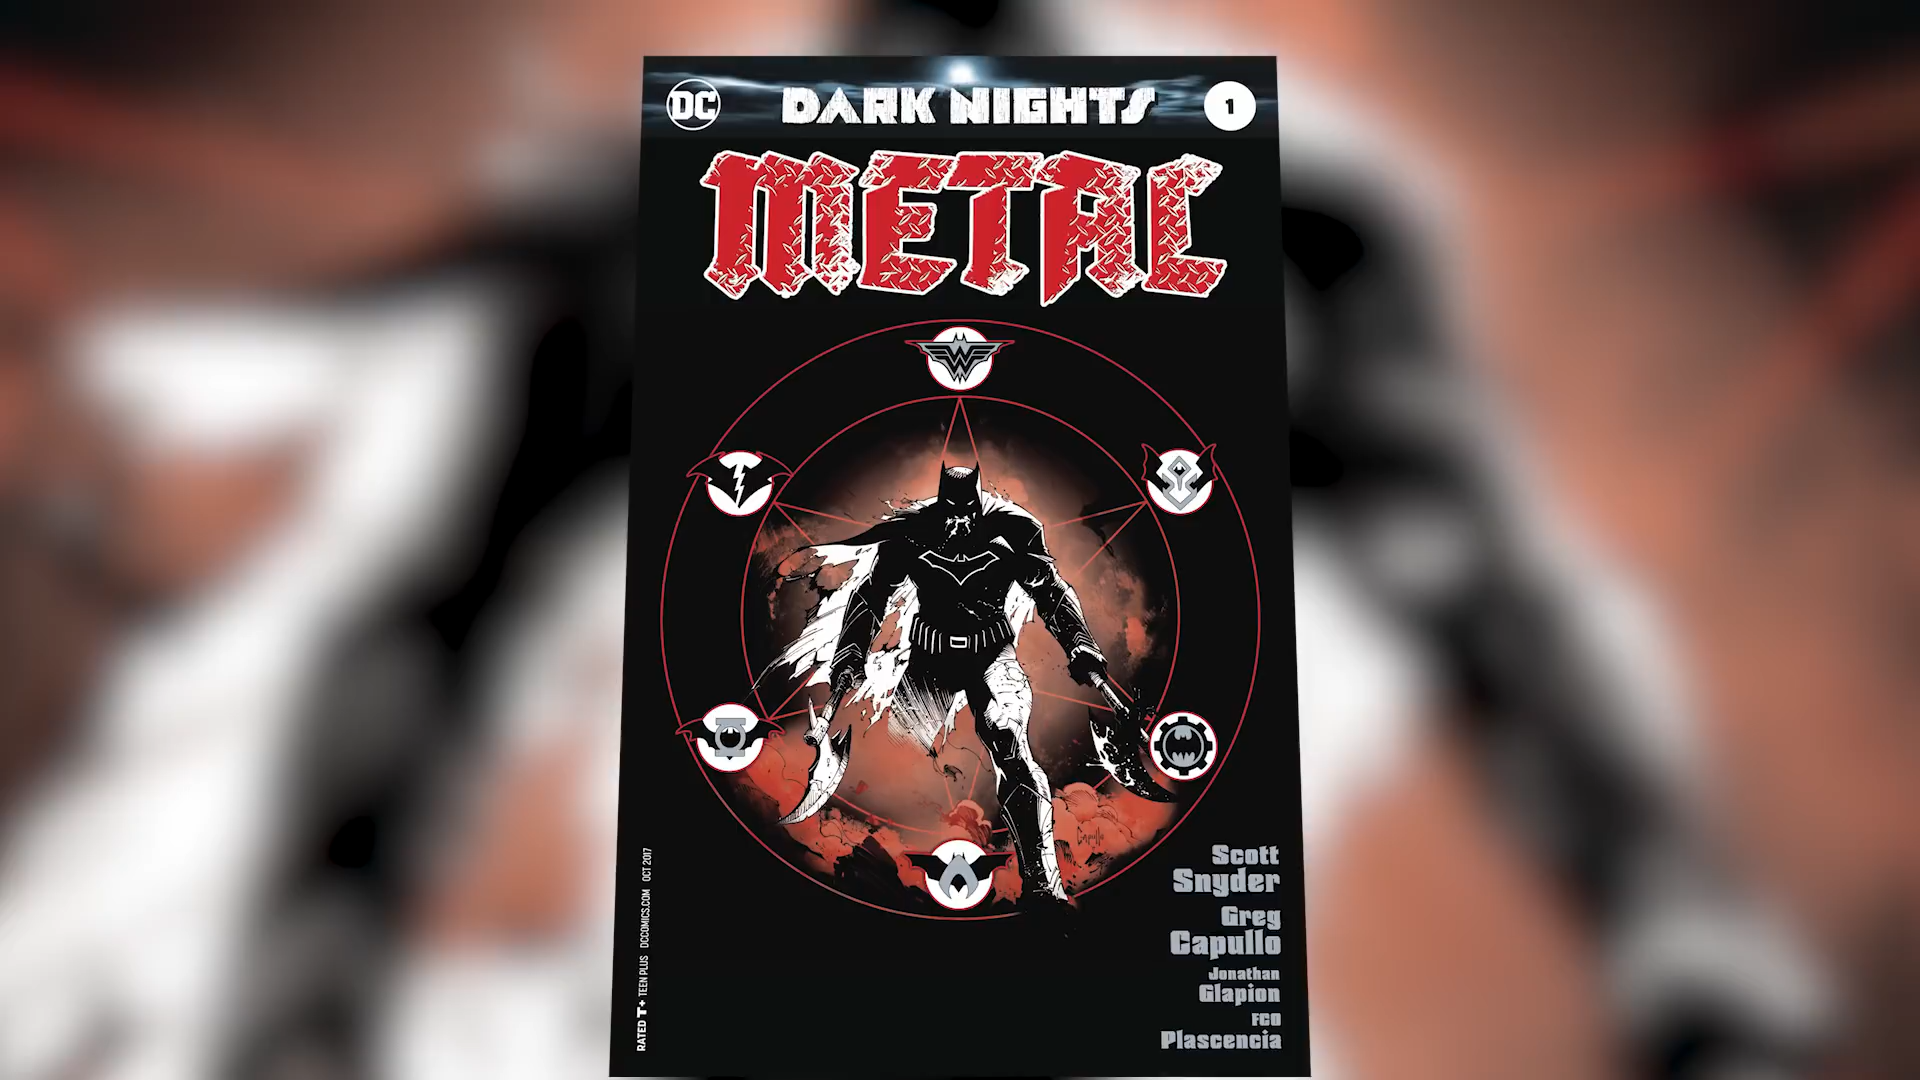 DC
DARK NIGHTS
1
METAL
W
Capullo
Scott
Snyder
Greg
Capullo
Jonathan
Glapion
FCO
Plascencia
RATED T+ TEEN PLUS DCCOMICS.COM OCT 2017